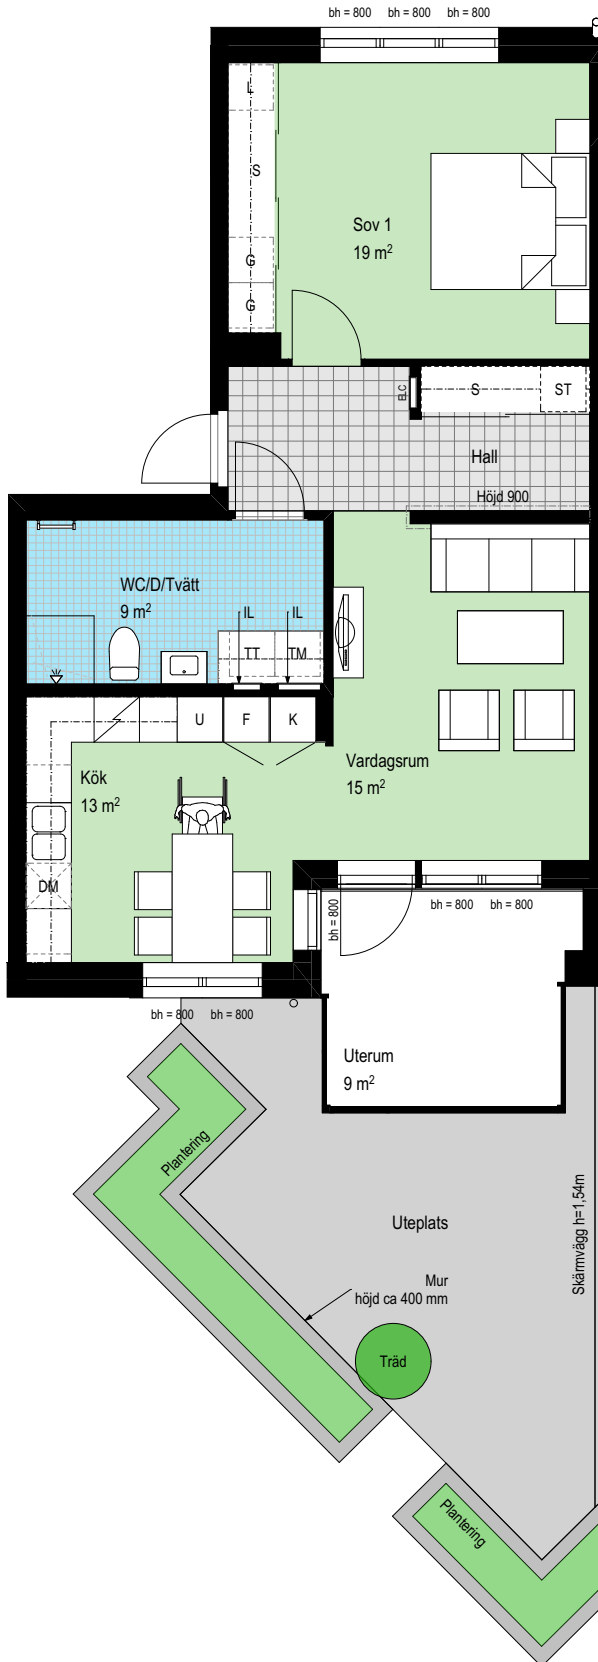 bh = 800 bh = 800 bh = 800
L
S
G
G
Sov 1
19 m²
ELC
S ST
Hall
Höjd 900
WC/D/Tvätt
9 m²
IL IL
TT TM
U F K
Kök
13 m²
Vardagsrum
15 m²
DM
bh = 800
bh = 800 bh = 800
bh = 800 bh = 800
Uterum
9 m²
Plantering
Uteplats
Skärmvägg h=1,54m
Mur
höjd ca 400 mm
Träd
Plantering